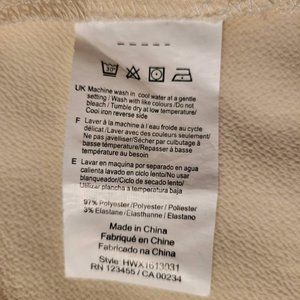 UK Machine wash in cool water at a gentle
setting / Wash with like colours / Do not
bleach / Tumble dry at low temperature/
Cool iron reverse side
F Laver à la machine à l eau froide au cycle
délicat / Laver avec des couleurs seulement/
Ne pas javelliser/ Sécher par culbutage à
basse température/ Repasser à basse
température au besoin
E Lavar en maquina por separado en agua
calienta lavado en ciclo lento/ No usar
blanqueador/ Ciclo de secado lento/
Utilizar plancha a temperatura baja
97% Polyester/ Polyester / Poliester
3% Elastane / Elasthanne / Elastano
Made in China
Fabriqué en Chine
Fabricado na China
Style: HWX1613031
RN 123455 / CA 00234